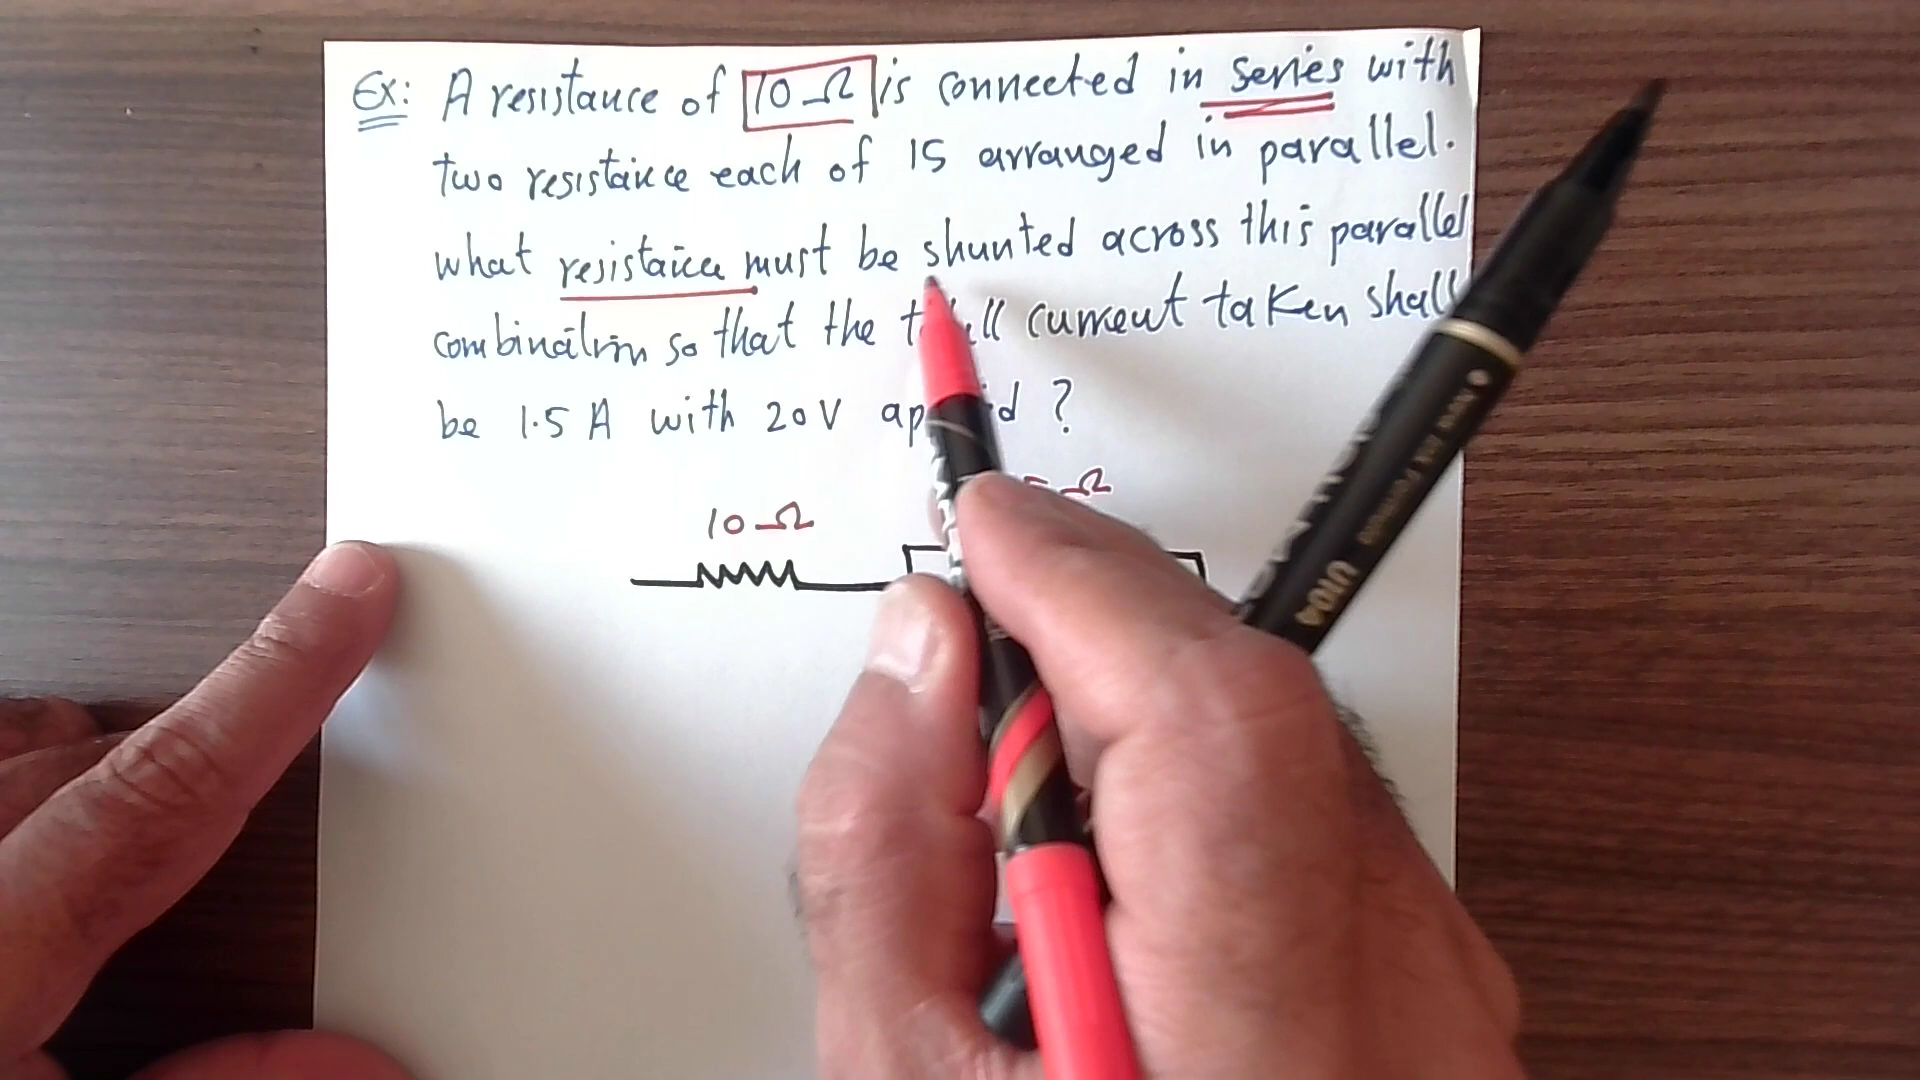 Ex: A resistance of 10 Ω is connected in series with
two resistance each of 15 arranged in parallel.
what resistance must be shunted across this parallel
combination so that the current taken shall
be 1.5 A with 20V ?
Ω
10 Ω
UIDA